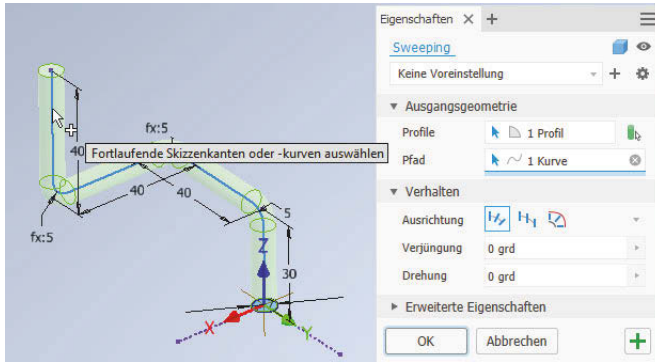 fx:5
40
Fortlaufende Skizzenkanten oder -kurven auswählen
40
40
5
fx:5
Z
30
X
Y
Eigenschaften × +
Sweeping
Keine Voreinstellung
Ausgangsgeometrie
Profile 1 Profil
Pfad 1 Kurve
Verhalten
Ausrichtung
Verjüngung 0 grd
Drehung 0 grd
Erweiterte Eigenschaften
OK Abbrechen +